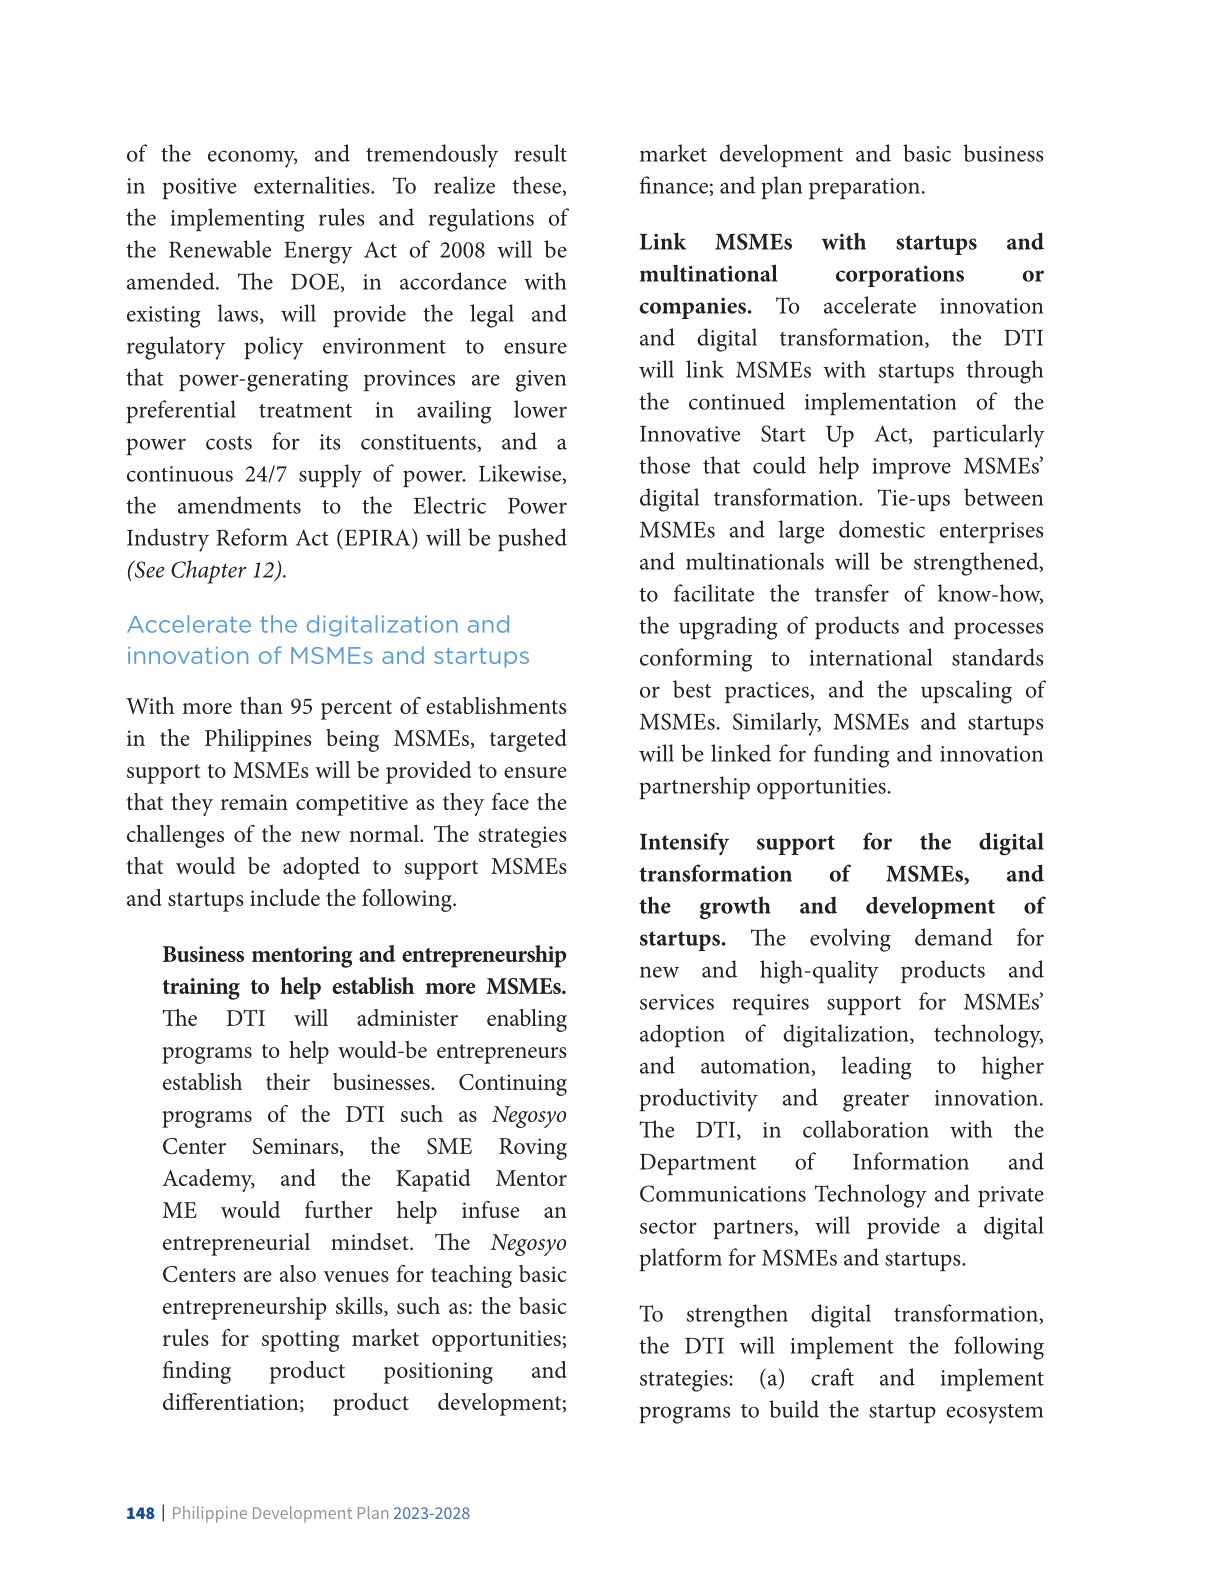 of the economy, and tremendously result
in positive externalities. To realize these,
the implementing rules and regulations of
the Renewable Energy Act of 2008 will be
amended. The DOE, in accordance with
existing laws, will provide the legal and
regulatory policy environment to ensure
that power-generating provinces are given
preferential treatment in availing lower
power costs for its constituents, and a
continuous 24/7 supply of power. Likewise,
the amendments to the Electric Power
Industry Reform Act (EPIRA) will be pushed
(See Chapter 12).
Accelerate the digitalization and
innovation of MSMEs and startups
With more than 95 percent of establishments
in the Philippines being MSMEs, targeted
support to MSMEs will be provided to ensure
that they remain competitive as they face the
challenges of the new normal. The strategies
that would be adopted to support MSMEs
and startups include the following.
Business mentoring and entrepreneurship
training to help establish more MSMEs.
The DTI will administer enabling
programs to help would-be entrepreneurs
establish their businesses. Continuing
programs of the DTI such as Negosyo
Center Seminars, the SME Roving
Academy, and the Kapatid Mentor
ME would further help infuse an
entrepreneurial mindset. The Negosyo
Centers are also venues for teaching basic
entrepreneurship skills, such as: the basic
rules for spotting market opportunities;
finding product positioning and
differentiation; product development;
market development and basic business
finance; and plan preparation.
Link MSMEs with startups and
multinational corporations or
companies. To accelerate innovation
and digital transformation, the DTI
will link MSMEs with startups through
the continued implementation of the
Innovative Start Up Act, particularly
those that could help improve MSMEs’
digital transformation. Tie-ups between
MSMEs and large domestic enterprises
and multinationals will be strengthened,
to facilitate the transfer of know-how,
the upgrading of products and processes
conforming to international standards
or best practices, and the upscaling of
MSMEs. Similarly, MSMEs and startups
will be linked for funding and innovation
partnership opportunities.
Intensify support for the digital
transformation of MSMEs, and
the growth and development of
startups. The evolving demand for
new and high-quality products and
services requires support for MSMEs’
adoption of digitalization, technology,
and automation, leading to higher
productivity and greater innovation.
The DTI, in collaboration with the
Department of Information and
Communications Technology and private
sector partners, will provide a digital
platform for MSMEs and startups.
To strengthen digital transformation,
the DTI will implement the following
strategies: (a) craft and implement
programs to build the startup ecosystem
148 | Philippine Development Plan 2023-2028